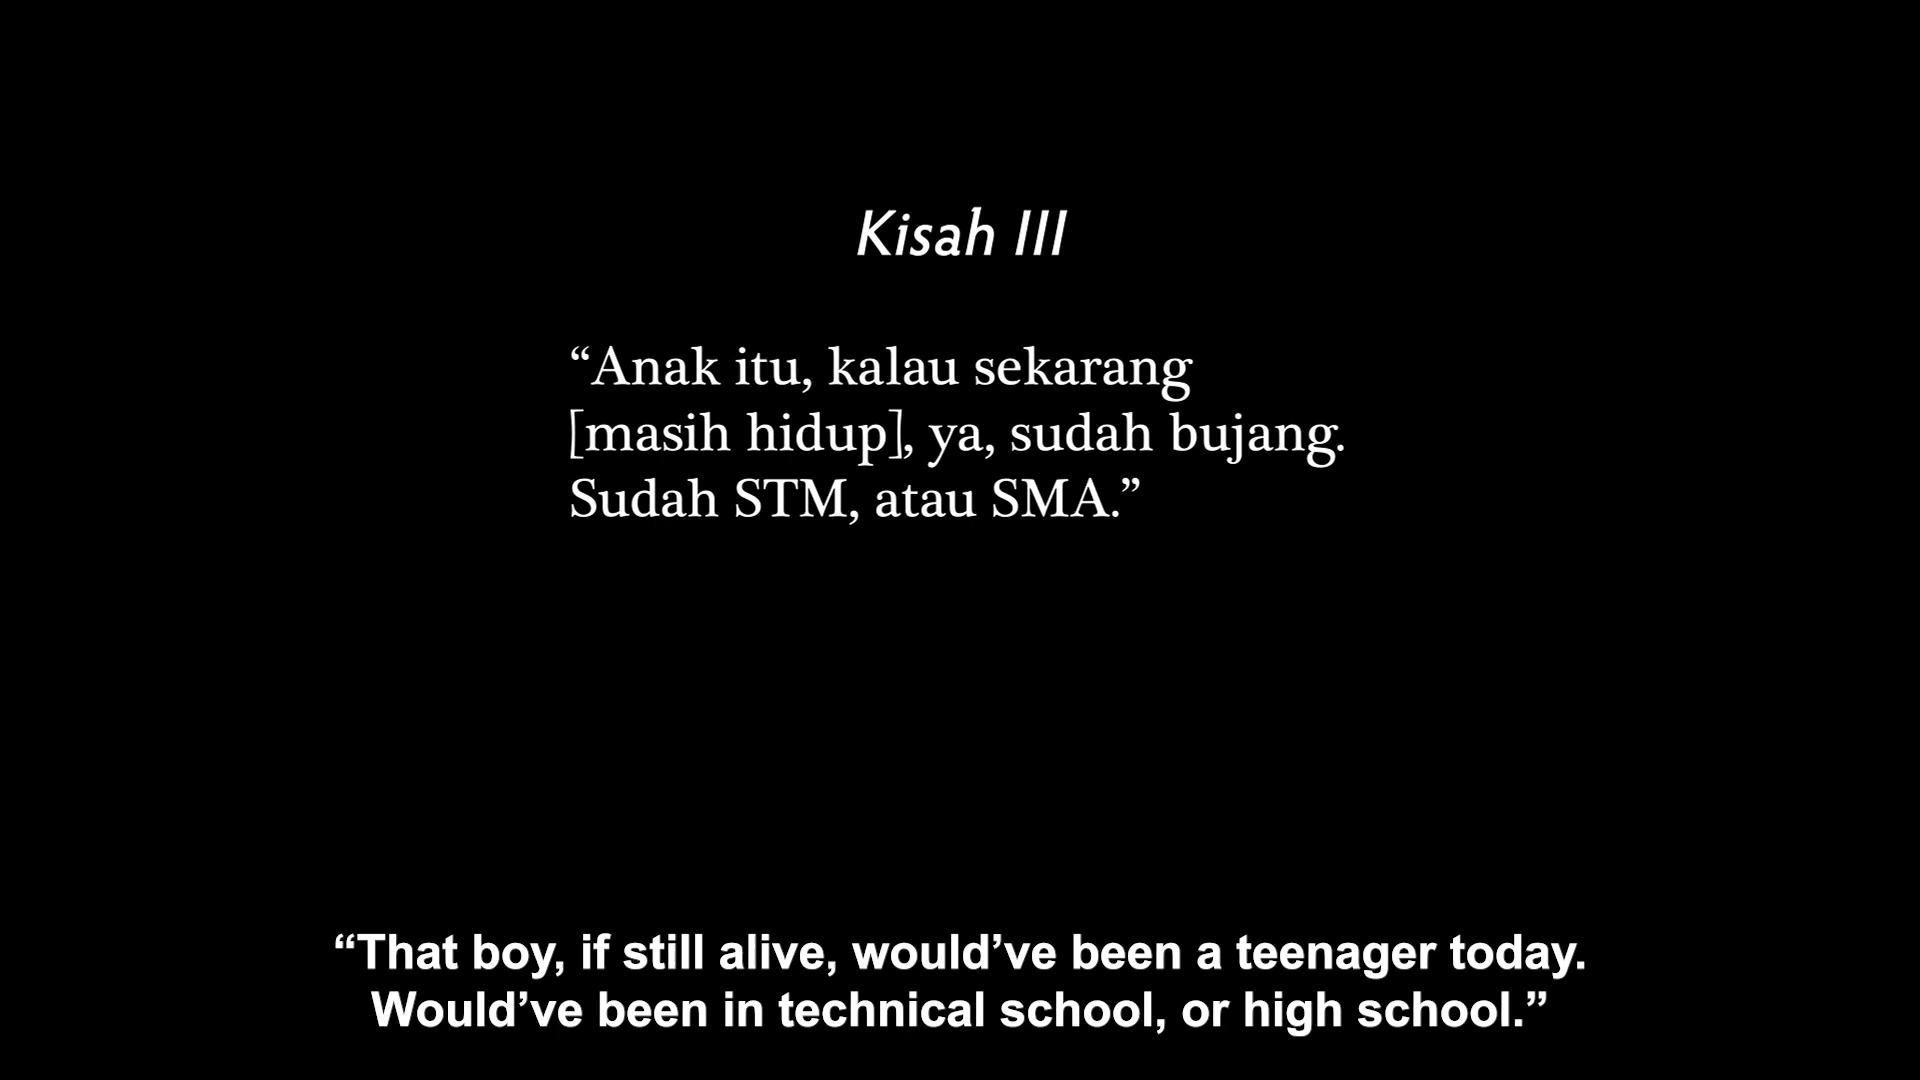 Kisah III
“Anak itu, kalau sekarang
[masih hidup], ya, sudah bujang.
Sudah STM, atau SMA.”
“That boy, if still alive, would’ve been a teenager today.
Would’ve been in technical school, or high school.”